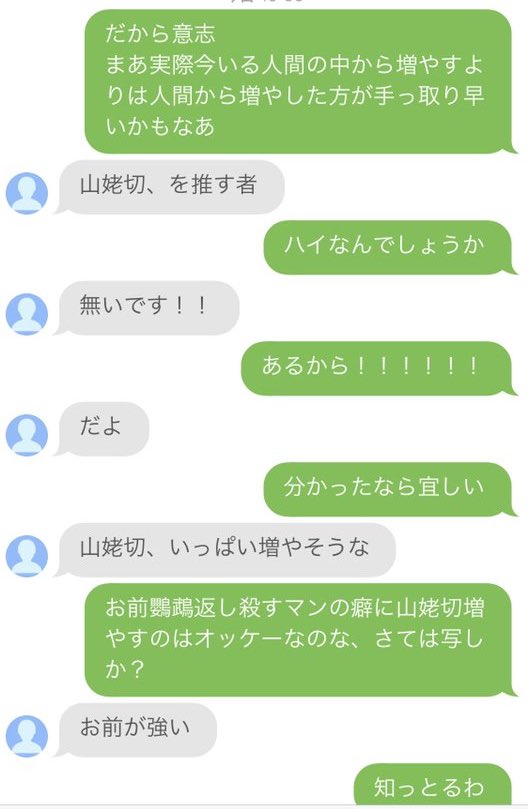 だから意志
まあ実際今いる人間の中から増やすよ
りは人間から増やした方が手っ取り早
いかもなあ
山姥切、を推す者
ハイなんでしょうか
無いです！！
あるから！！！！！！
だよ
分かったなら宜しい
山姥切、いっぱい増やそうな
お前鸚鵡返し殺すマンの癖に山姥切増
やすのはオッケーなのな、さては写し
か？
お前が強い
知っとるわ